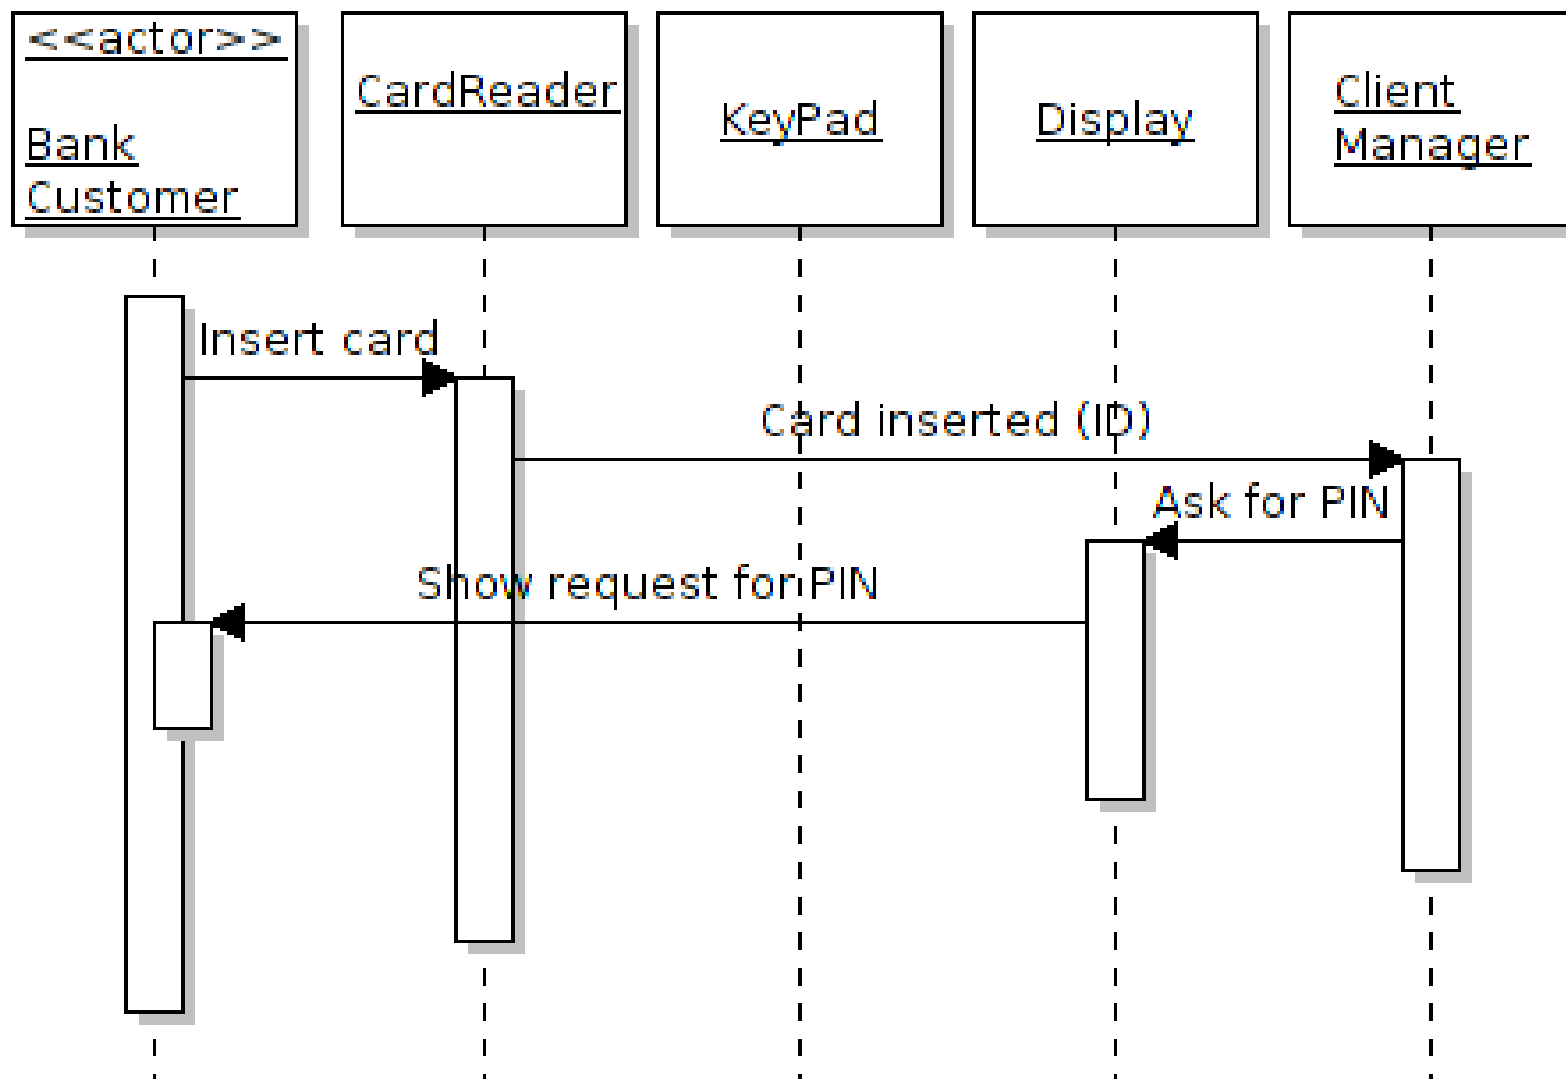 <<actor>>
Bank
Customer
CardReader
KeyPad
Display
Client
Manager
Insert card
Card inserted (ID)
Ask for PIN
Show request for PIN